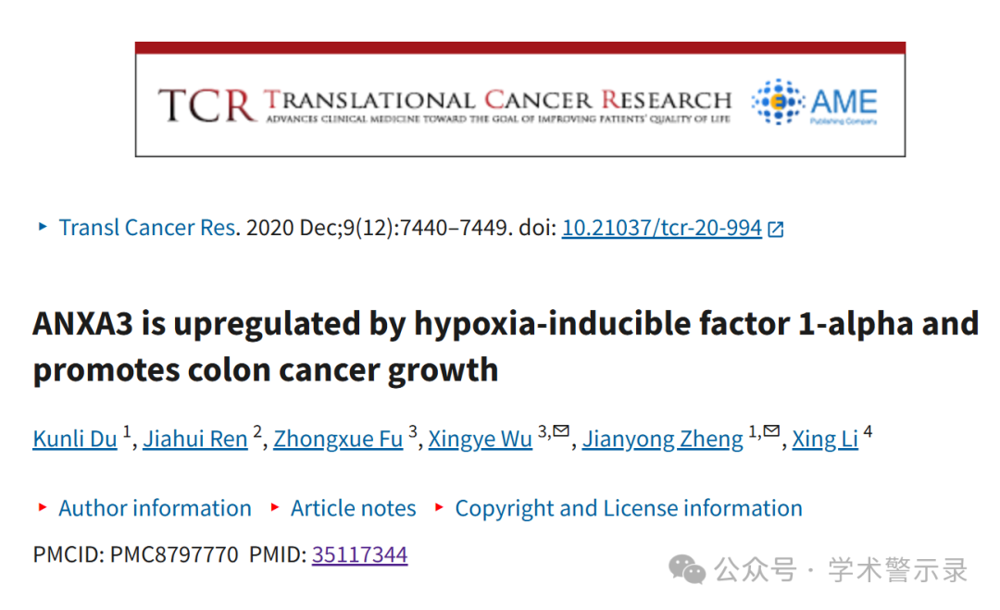 TCR TRANSLATIONAL CANCER RESEARCH
ADVANCES CLINICAL MEDICINE TOWARD THE GOAL OF IMPROVING PATIENTS' QUALITY OF LIFE
AME
Publishing Company
Transl Cancer Res. 2020 Dec;9(12):7440–7449. doi: 10.21037/tcr-20-994
ANXA3 is upregulated by hypoxia-inducible factor 1-alpha and
promotes colon cancer growth
Kunli Du 1, Jiahui Ren 2, Zhongxue Fu 3, Xingye Wu 3,✉, Jianyong Zheng 1,✉, Xing Li 4
Author information Article notes Copyright and License information
PMCID: PMC8797770 PMID: 35117344
公众号 · 学术警示录